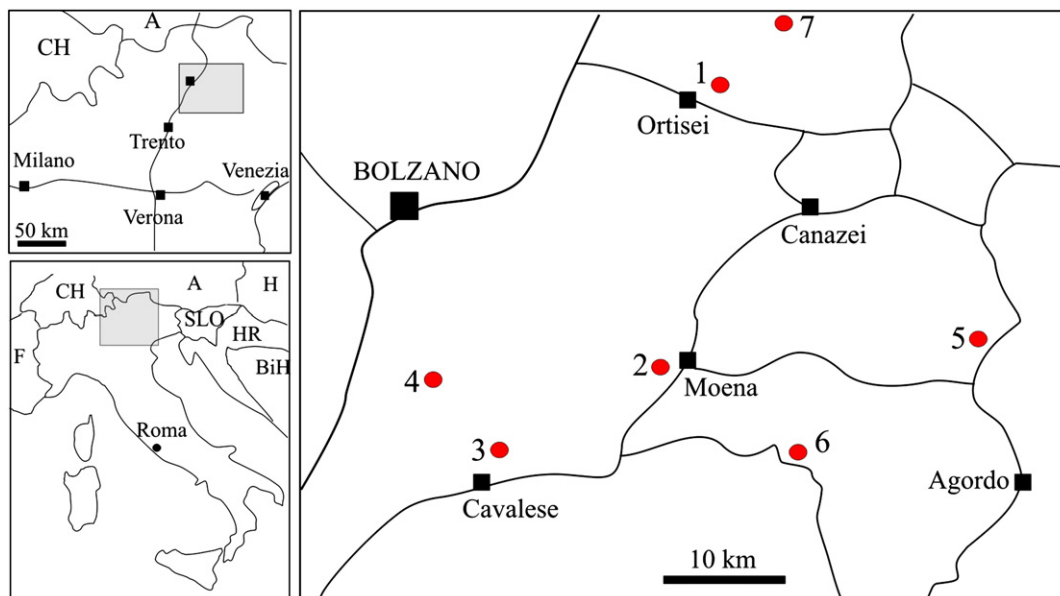 A
CH
Trento
Milano
Venezia
Verona
50 km
CH
A
H
SLO
HR
F
BiH
Roma
7
1
Ortisei
BOLZANO
Canazei
5
2
Moena
4
3
6
Agordo
Cavalese
10 km